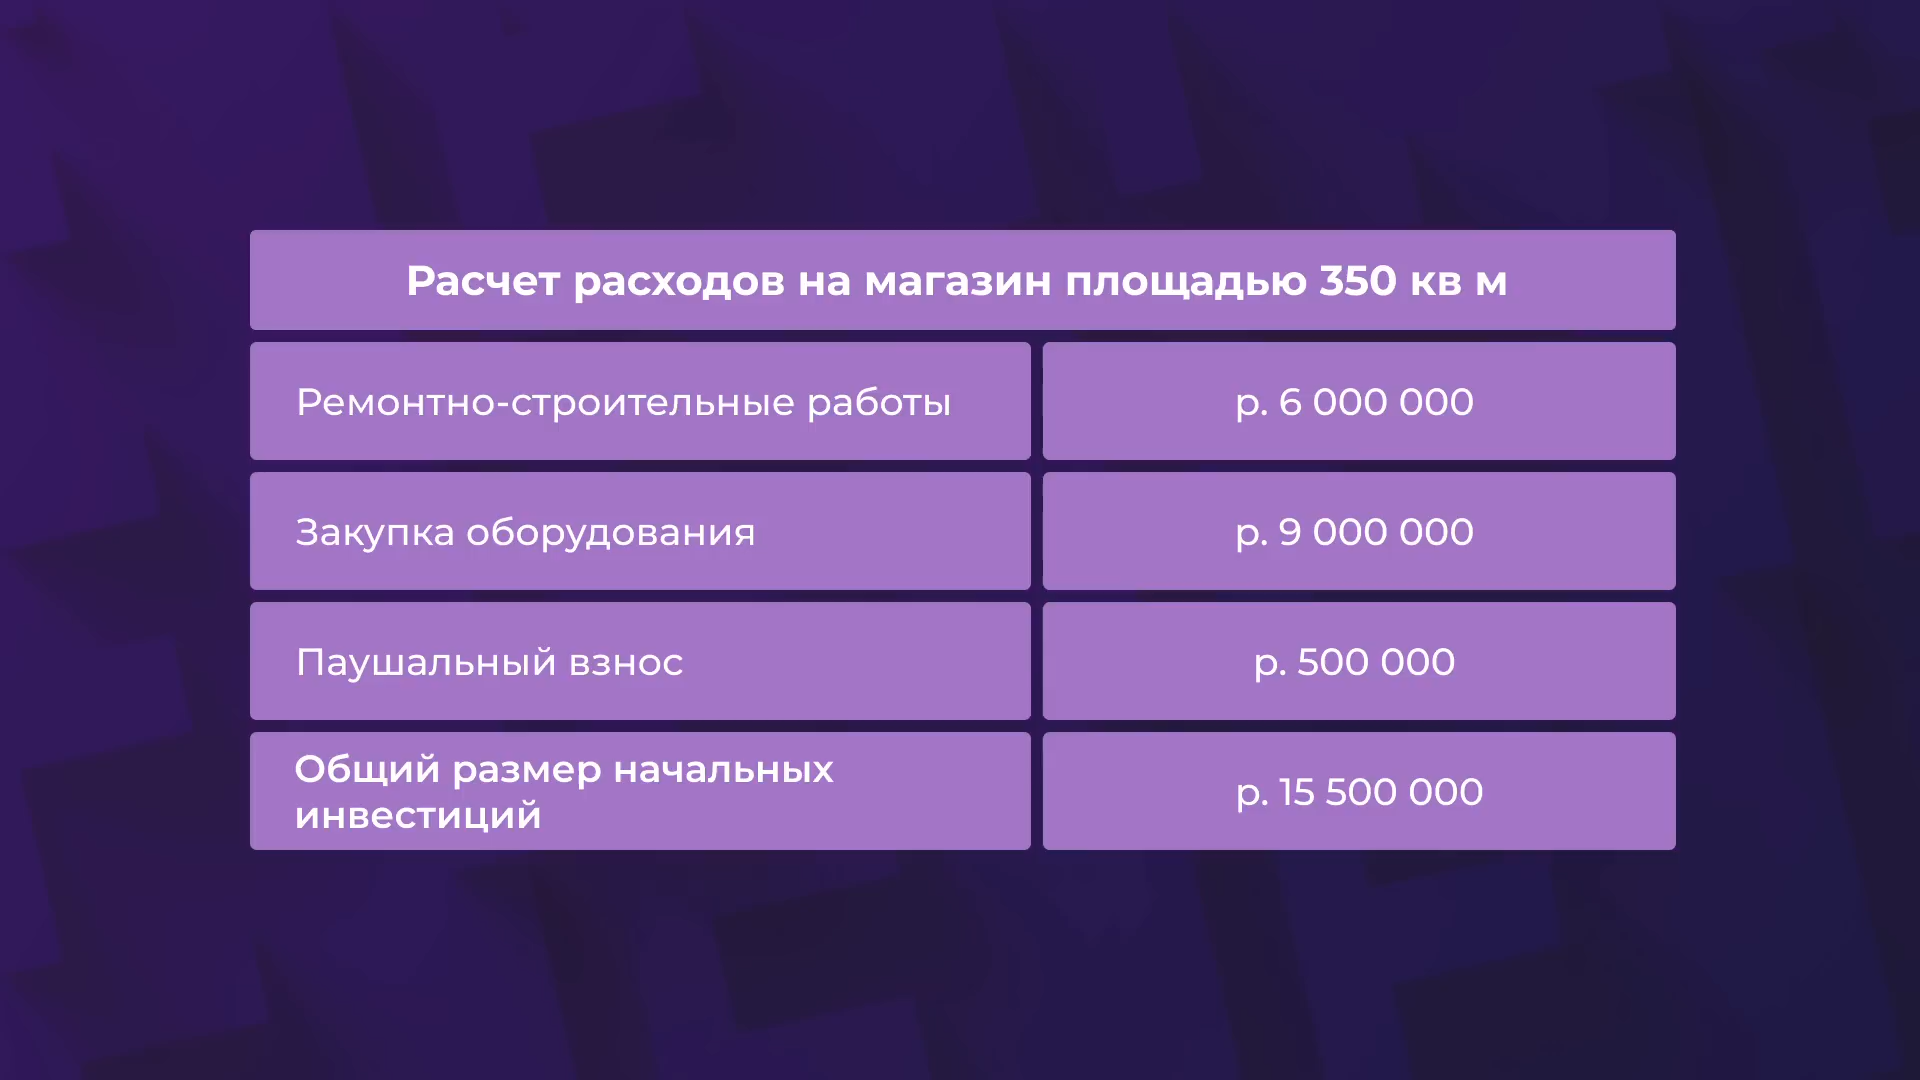 Расчет расходов на магазин площадью 350 кв м
Ремонтно-строительные работы
р. 6 000 000
Закупка оборудования
р. 9 000 000
Паушальный взнос
р. 500 000
Общий размер начальных
инвестиций
р. 15 500 000